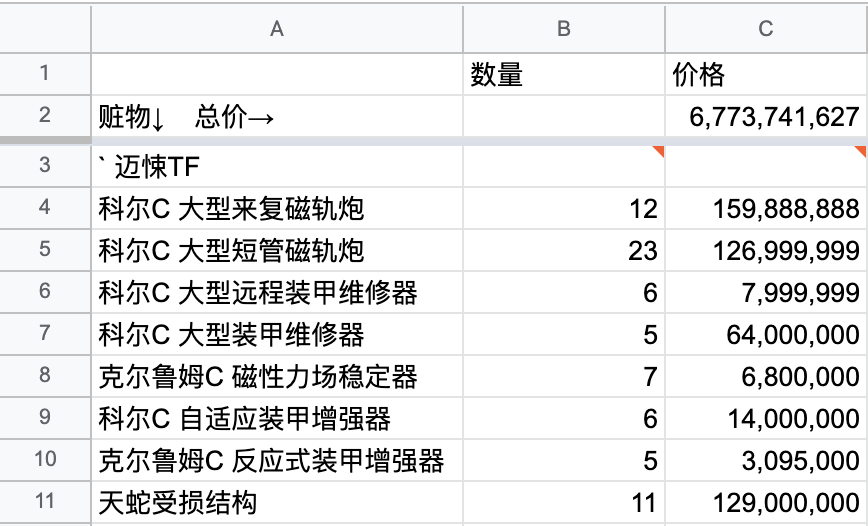 A B C
1 数量 价格
2 赃物↓ 总价→ 6,773,741,627
3 ` 迈悚TF
4 科尔C 大型来复磁轨炮 12 159,888,888
5 科尔C 大型短管磁轨炮 23 126,999,999
6 科尔C 大型远程装甲维修器 6 7,999,999
7 科尔C 大型装甲维修器 5 64,000,000
8 克尔鲁姆C 磁性力场稳定器 7 6,800,000
9 科尔C 自适应装甲增强器 6 14,000,000
10 克尔鲁姆C 反应式装甲增强器 5 3,095,000
11 天蛇受损结构 11 129,000,000